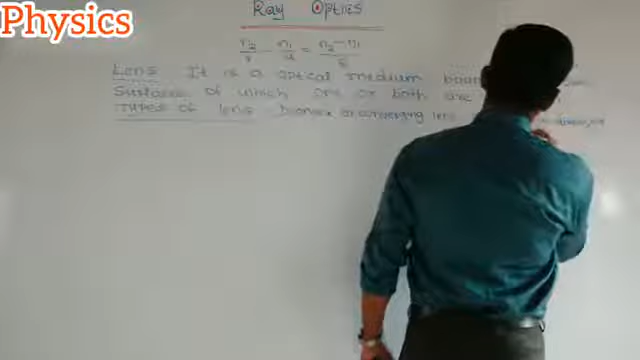 Physics
Ray Optics
n₂/v - n₁/u = n₂-n₁/R
Lens It is a optical medium
Surfaces of which one or both are
Types of lens Biconvex or converging lens